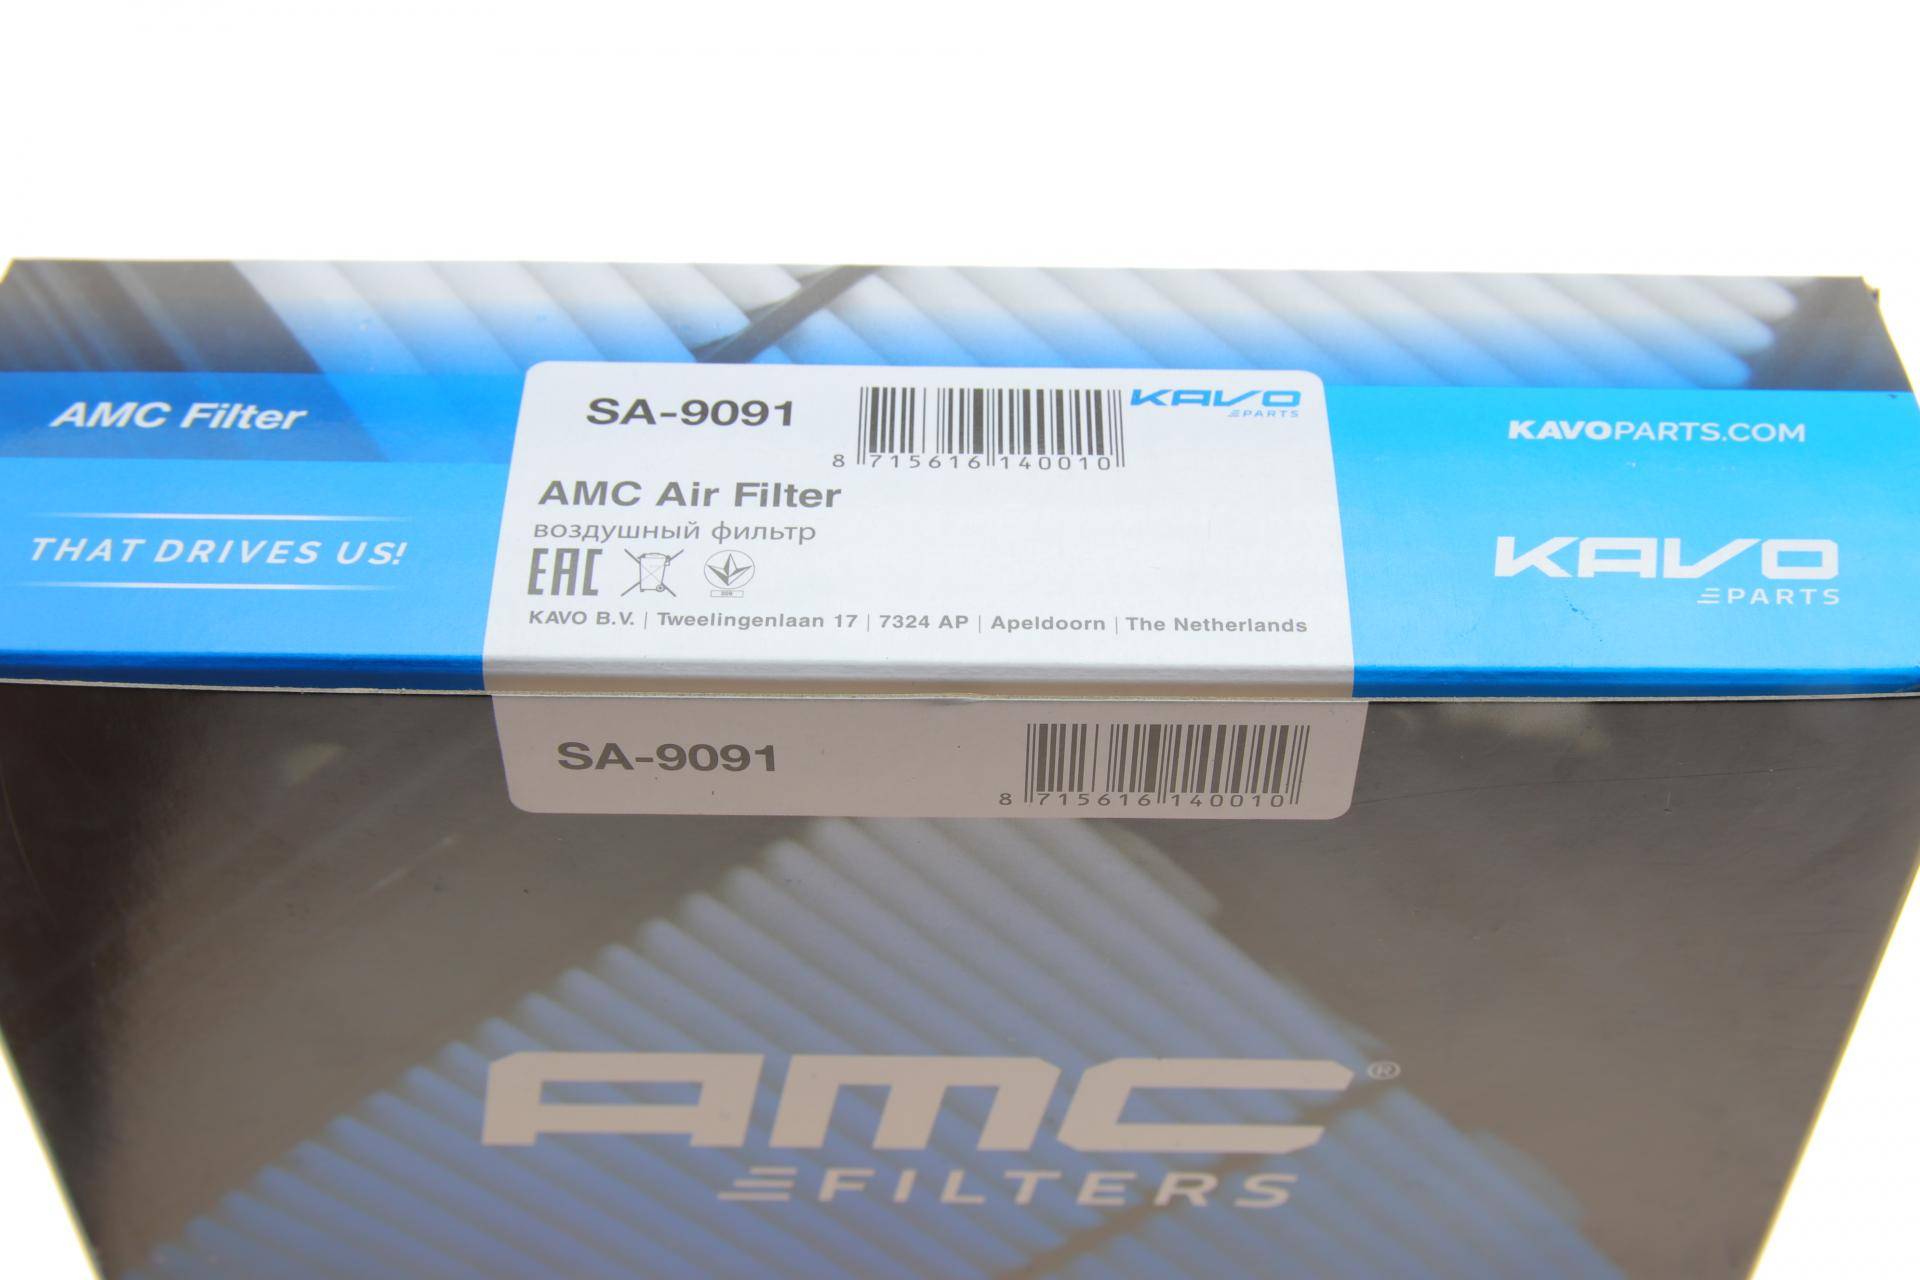 AMC Filter
THAT DRIVES US!
SA-9091
8 715616 140010
KAVO
PARTS
AMC Air Filter
воздушный фильтр
EAC
KAVO B.V. | Tweelingenlaan 17 | 7324 AP | Apeldoorn | The Netherlands
KAVOPARTS.COM
KAVO
PARTS
SA-9091
8 715616 140010
AMC®
FILTERS